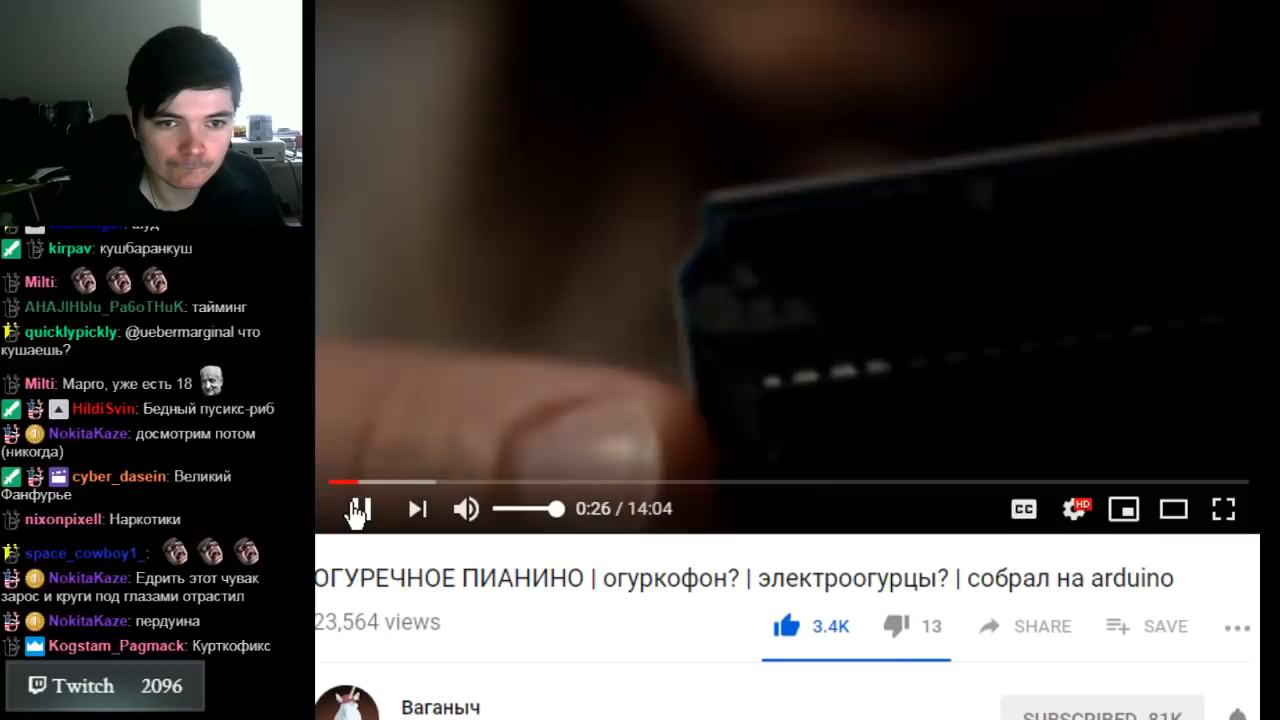 kirpav: кушбаранкуш
Milti:
AHAJIHbIu_Pa6oTHuK: тайминг
quicklypickly: @uebermarginal что
кушаешь?
Milti: Марго, уже есть 18
HildiSvin: Бедный пусикс-риб
NokitaKaze: досмотрим потом
(никогда)
cyber_dasein: Великий
Фанфурье
nixonpixell: Наркотики
space_cowboy1_:
NokitaKaze: Едрить этот чувак
зарос и круги под глазами отрастил
NokitaKaze: пердуина
Kogstam_Pagmack: Курткофикс
Twitch 2096
0:26 / 14:04
CC
HD
ОГУРЕЧНОЕ ПИАНИНО | огуркофон? | электроогурцы? | собрал на arduino
23,564 views
3.4K 13 SHARE SAVE
Ваганыч
SUBSCRIBED 81K